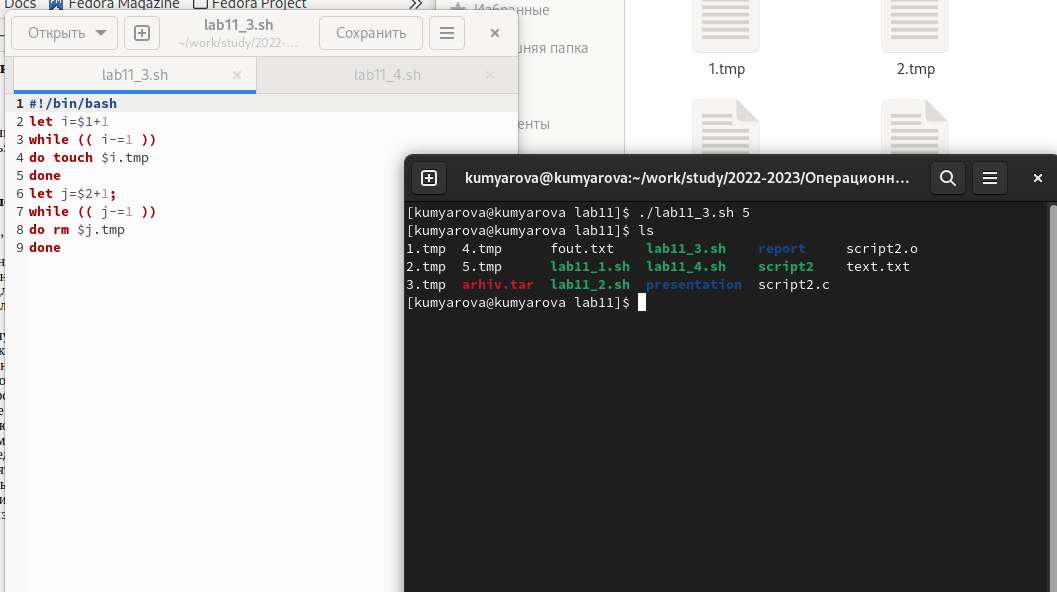 Docs Fedora Magazine Fedora Project
Избранные
Открыть
lab11_3.sh
~/work/study/2022-...
Сохранить
lab11_3.sh
lab11_4.sh
1 #!/bin/bash
2 let i=$1+1
3 while (( i-=1 ))
4 do touch $i.tmp
5 done
6 let j=$2+1;
7 while (( j-=1 ))
8 do rm $j.tmp
9 done
1.tmp
2.tmp
kumyarova@kumyarova:~/work/study/2022-2023/Операционн...
[kumyarova@kumyarova lab11]$ ./lab11_3.sh 5
[kumyarova@kumyarova lab11]$ ls
1.tmp 4.tmp fout.txt lab11_3.sh report script2.o
2.tmp 5.tmp lab11_1.sh lab11_4.sh script2 text.txt
3.tmp arhiv.tar lab11_2.sh presentation script2.c
[kumyarova@kumyarova lab11]$